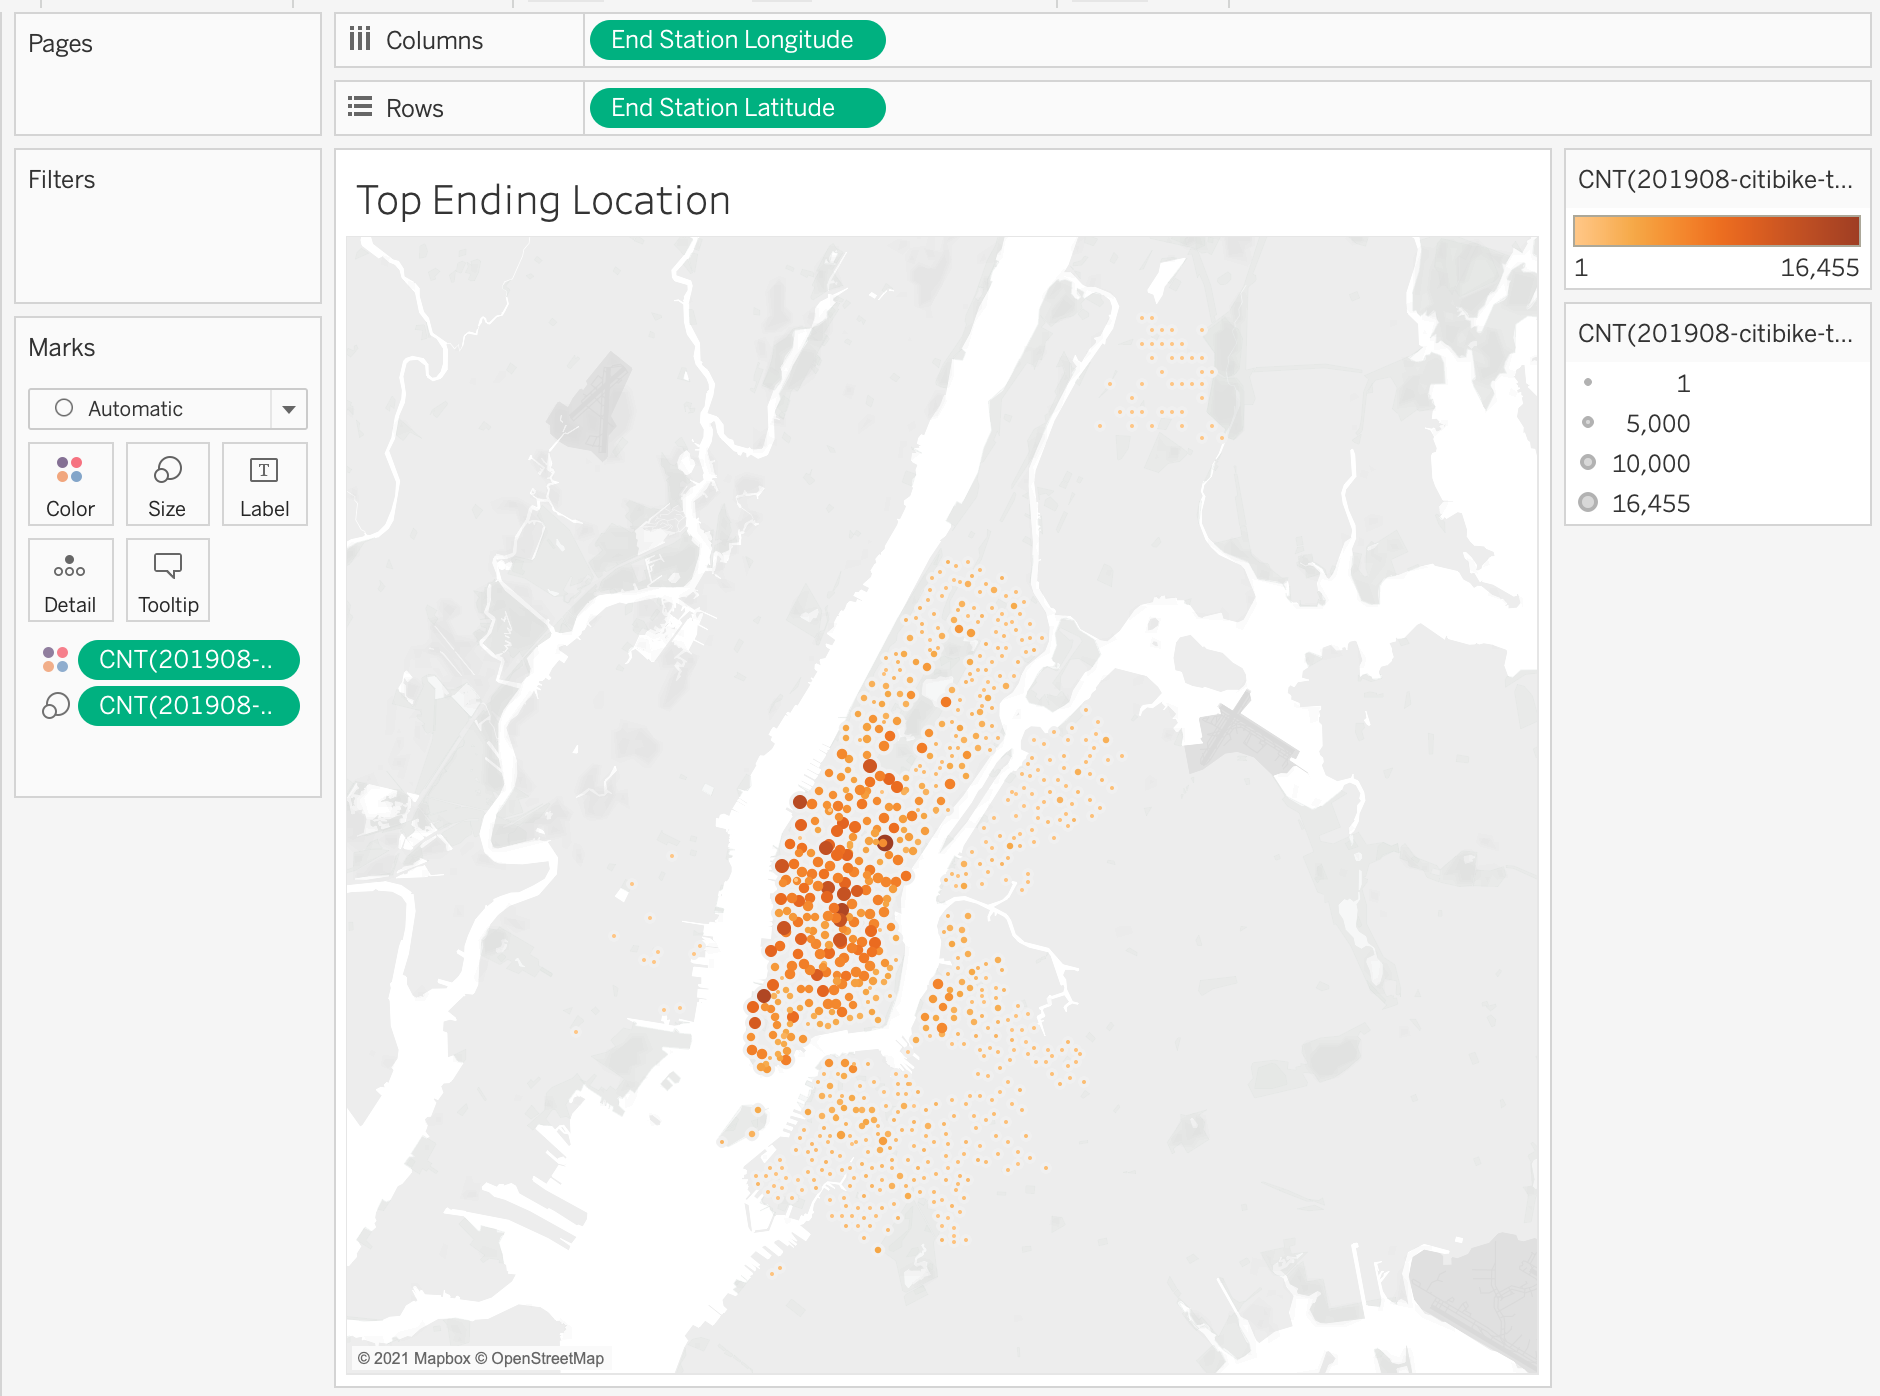 Pages
Columns
End Station Longitude
Rows
End Station Latitude
Filters
Marks
Automatic
Color
Size
T
Label
Detail
Tooltip
CNT(201908-..
CNT(201908-..
Top Ending Location
© 2021 Mapbox © OpenStreetMap
CNT(201908-citibike-t...
1
16,455
CNT(201908-citibike-t...
1
5,000
10,000
16,455